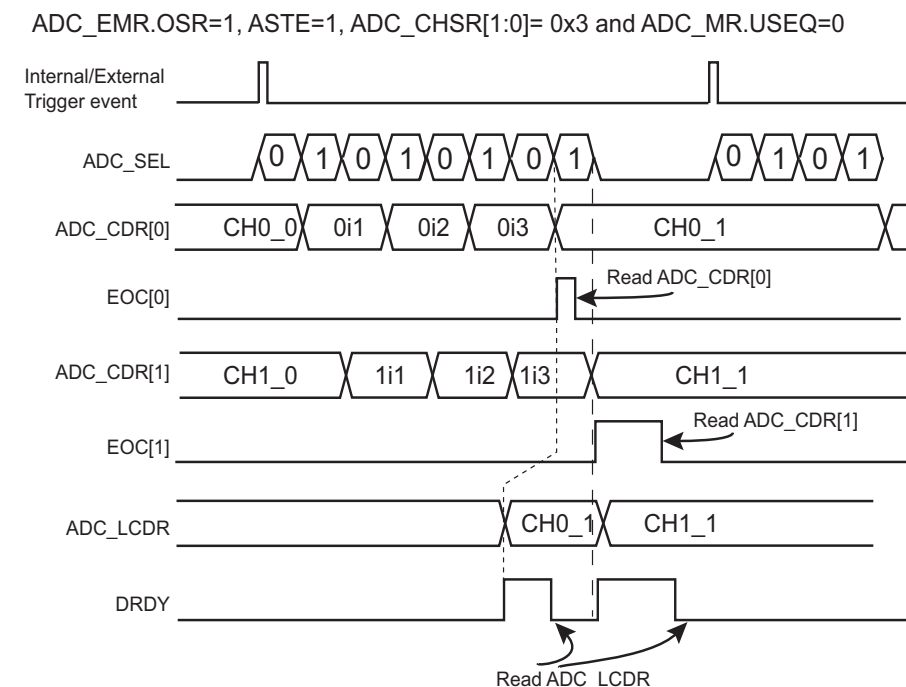 ADC_EMR.OSR=1, ASTE=1, ADC_CHSR[1:0]= 0x3 and ADC_MR.USEQ=0
Internal/External
Trigger event
ADC_SEL 0 1 0 1 0 1 0 1 0 1 0 1
ADC_CDR[0] CH0_0 0i1 0i2 0i3 CH0_1
EOC[0] Read ADC_CDR[0]
ADC_CDR[1] CH1_0 1i1 1i2 1i3 CH1_1
EOC[1] Read ADC_CDR[1]
ADC_LCDR CH0_1 CH1_1
DRDY
Read ADC_LCDR